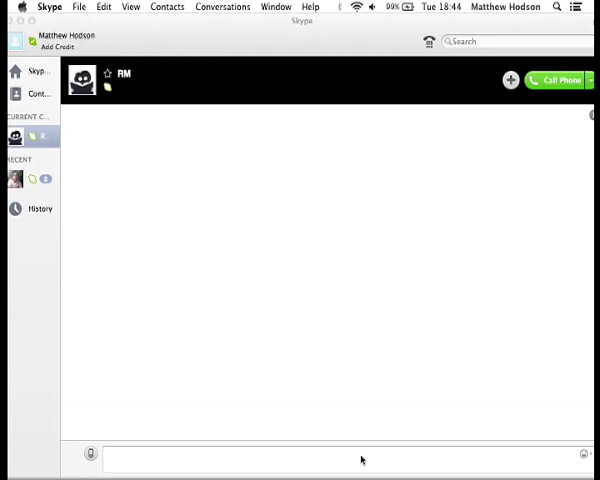 Skype File Edit View Contacts Conversations Window Help 99% Tue 18:44 Matthew Hodson
Skype
Matthew Hodson
Add Credit
Search
Skyp...
RM
Call Phone
Cont...
CURRENT C...
R
RECENT
2
History